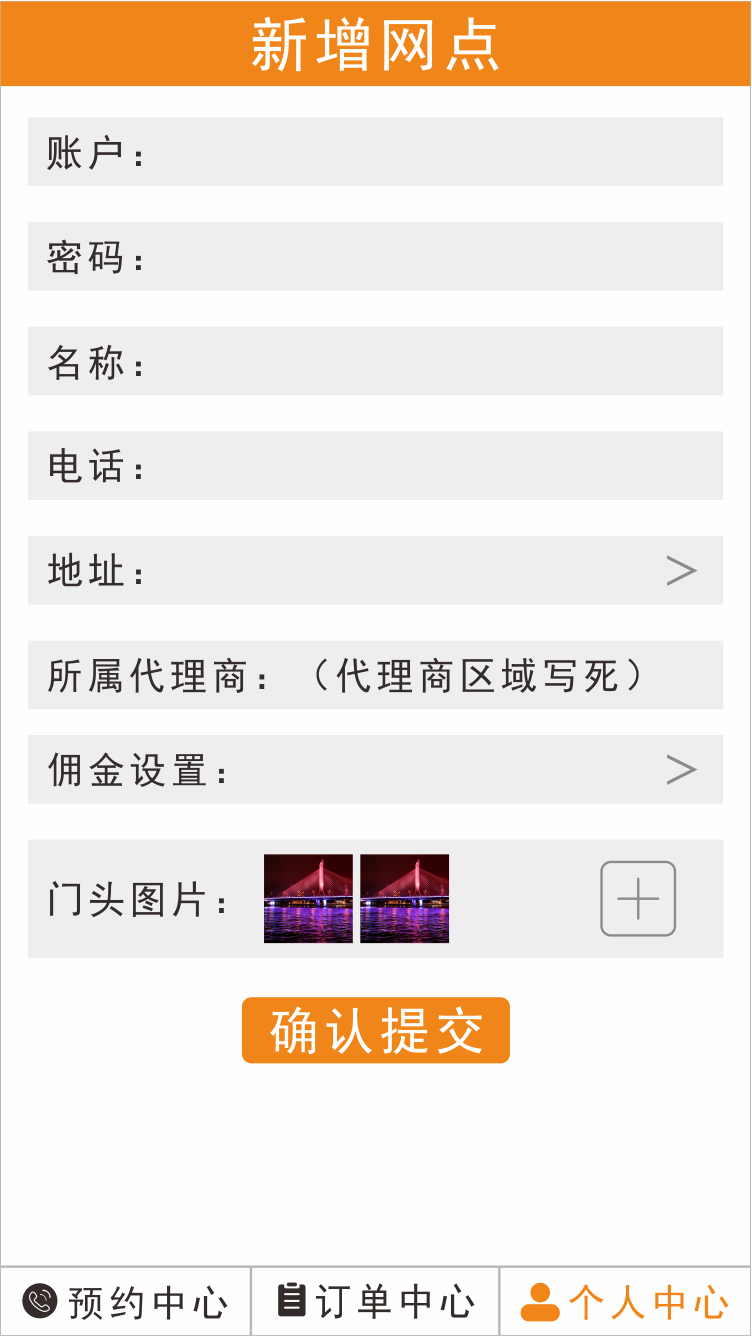 新增网点
账户：
密码：
名称：
电话：
地址： >
所属代理商：（代理商区域写死）
佣金设置： >
门头图片：
确认提交
预约中心 订单中心 个人中心